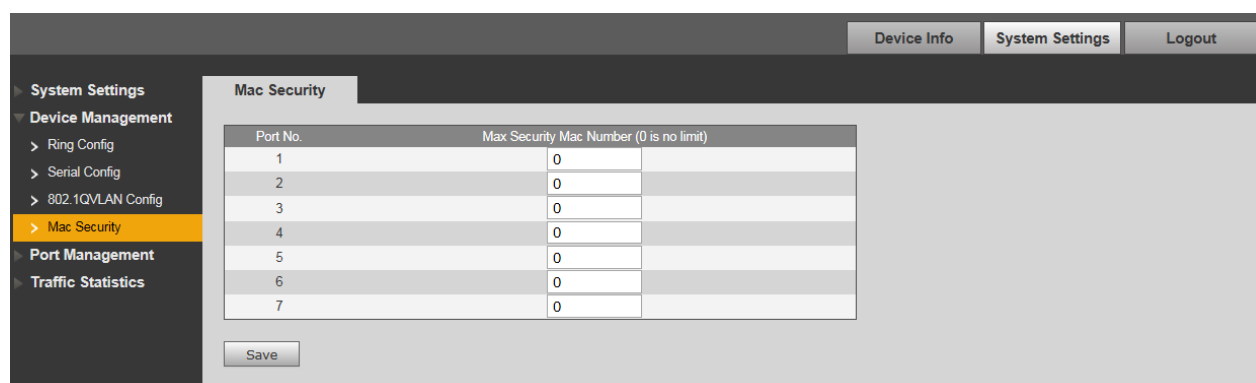 Device Info System Settings Logout
System Settings
Device Management
Ring Config
Serial Config
802.1QVLAN Config
Mac Security
Port Management
Traffic Statistics
Mac Security
Port No. Max Security Mac Number (0 is no limit)
1 0
2 0
3 0
4 0
5 0
6 0
7 0
Save